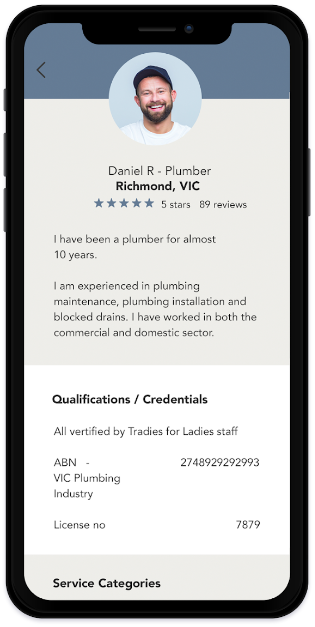 Daniel R - Plumber
Richmond, VIC
5 stars 89 reviews
I have been a plumber for almost
10 years.
I am experienced in plumbing
maintenance, plumbing installation and
blocked drains. I have worked in both the
commercial and domestic sector.
Qualifications / Credentials
All vertified by Tradies for Ladies staff
ABN - 2748929292993
VIC Plumbing
Industry
License no 7879
Service Categories